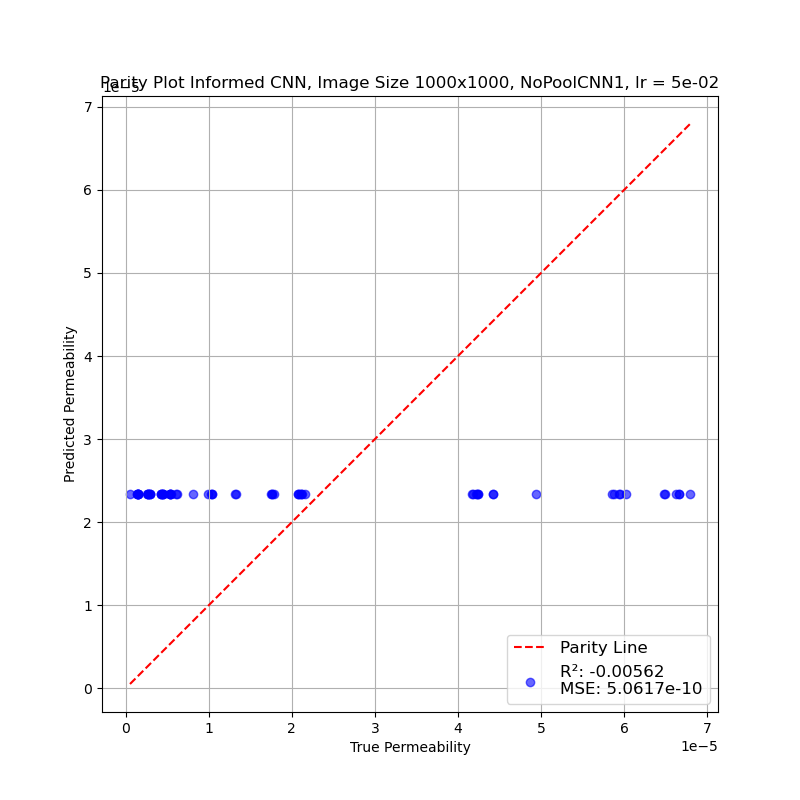 Parity Plot Informed CNN, Image Size 1000x1000, NoPoolCNN1, lr = 5e-02
1e−5
7
6
5
4
3
2
1
0
Predicted Permeability
Parity Line
R²: -0.00562
MSE: 5.0617e-10
0 1 2 3 4 5 6 7
True Permeability
1e−5